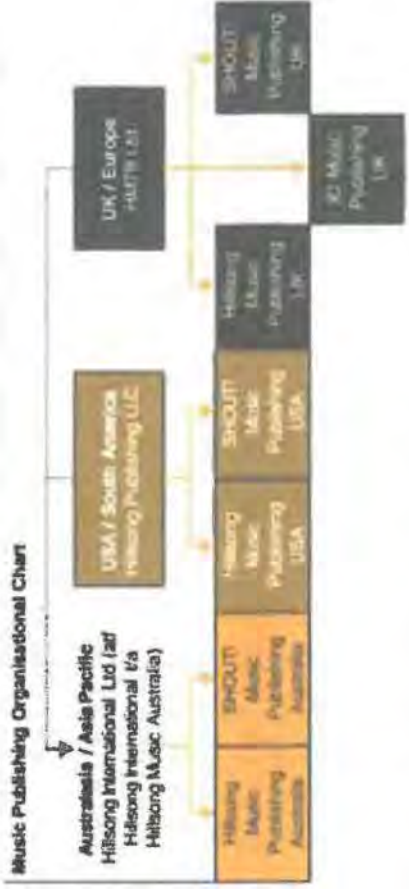 Music Publishing Organisational Chart
Australasia / Asia Pacific
Hillsong International Ltd (atf
Hillsong International t/a
Hillsong Music Australia)
USA / South America
Hillsong Publishing LLC
UK / Europe
Ltd
Hillsong
Music
Publishing
Australia
SHOUT!
Music
Publishing
Australia
Hillsong
Music
Publishing
USA
SHOUT!
Music
Publishing
USA
Hillsong
Music
Publishing
UK
Music
Publishing
UK
SHOUT!
Music
Publishing
UK